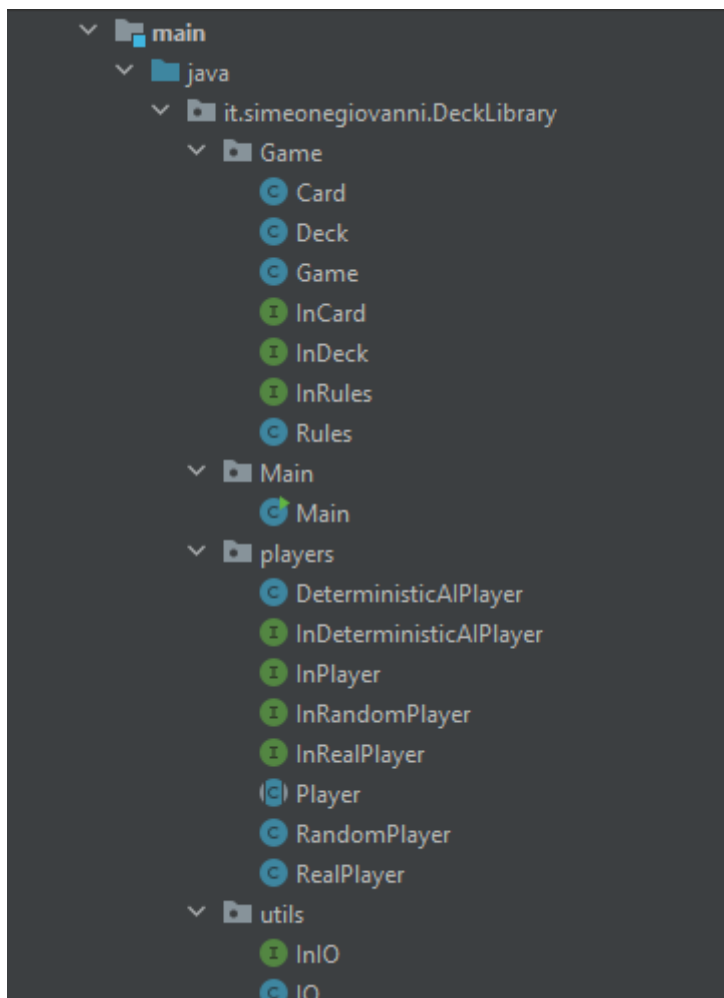 main
java
it.simeonegiovanni.DeckLibrary
Game
C Card
C Deck
C Game
I InCard
I InDeck
I InRules
C Rules
Main
C Main
players
C DeterministicAIPlayer
I InDeterministicAIPlayer
I InPlayer
I InRandomPlayer
I InRealPlayer
C Player
C RandomPlayer
C RealPlayer
utils
I InIO
C IO